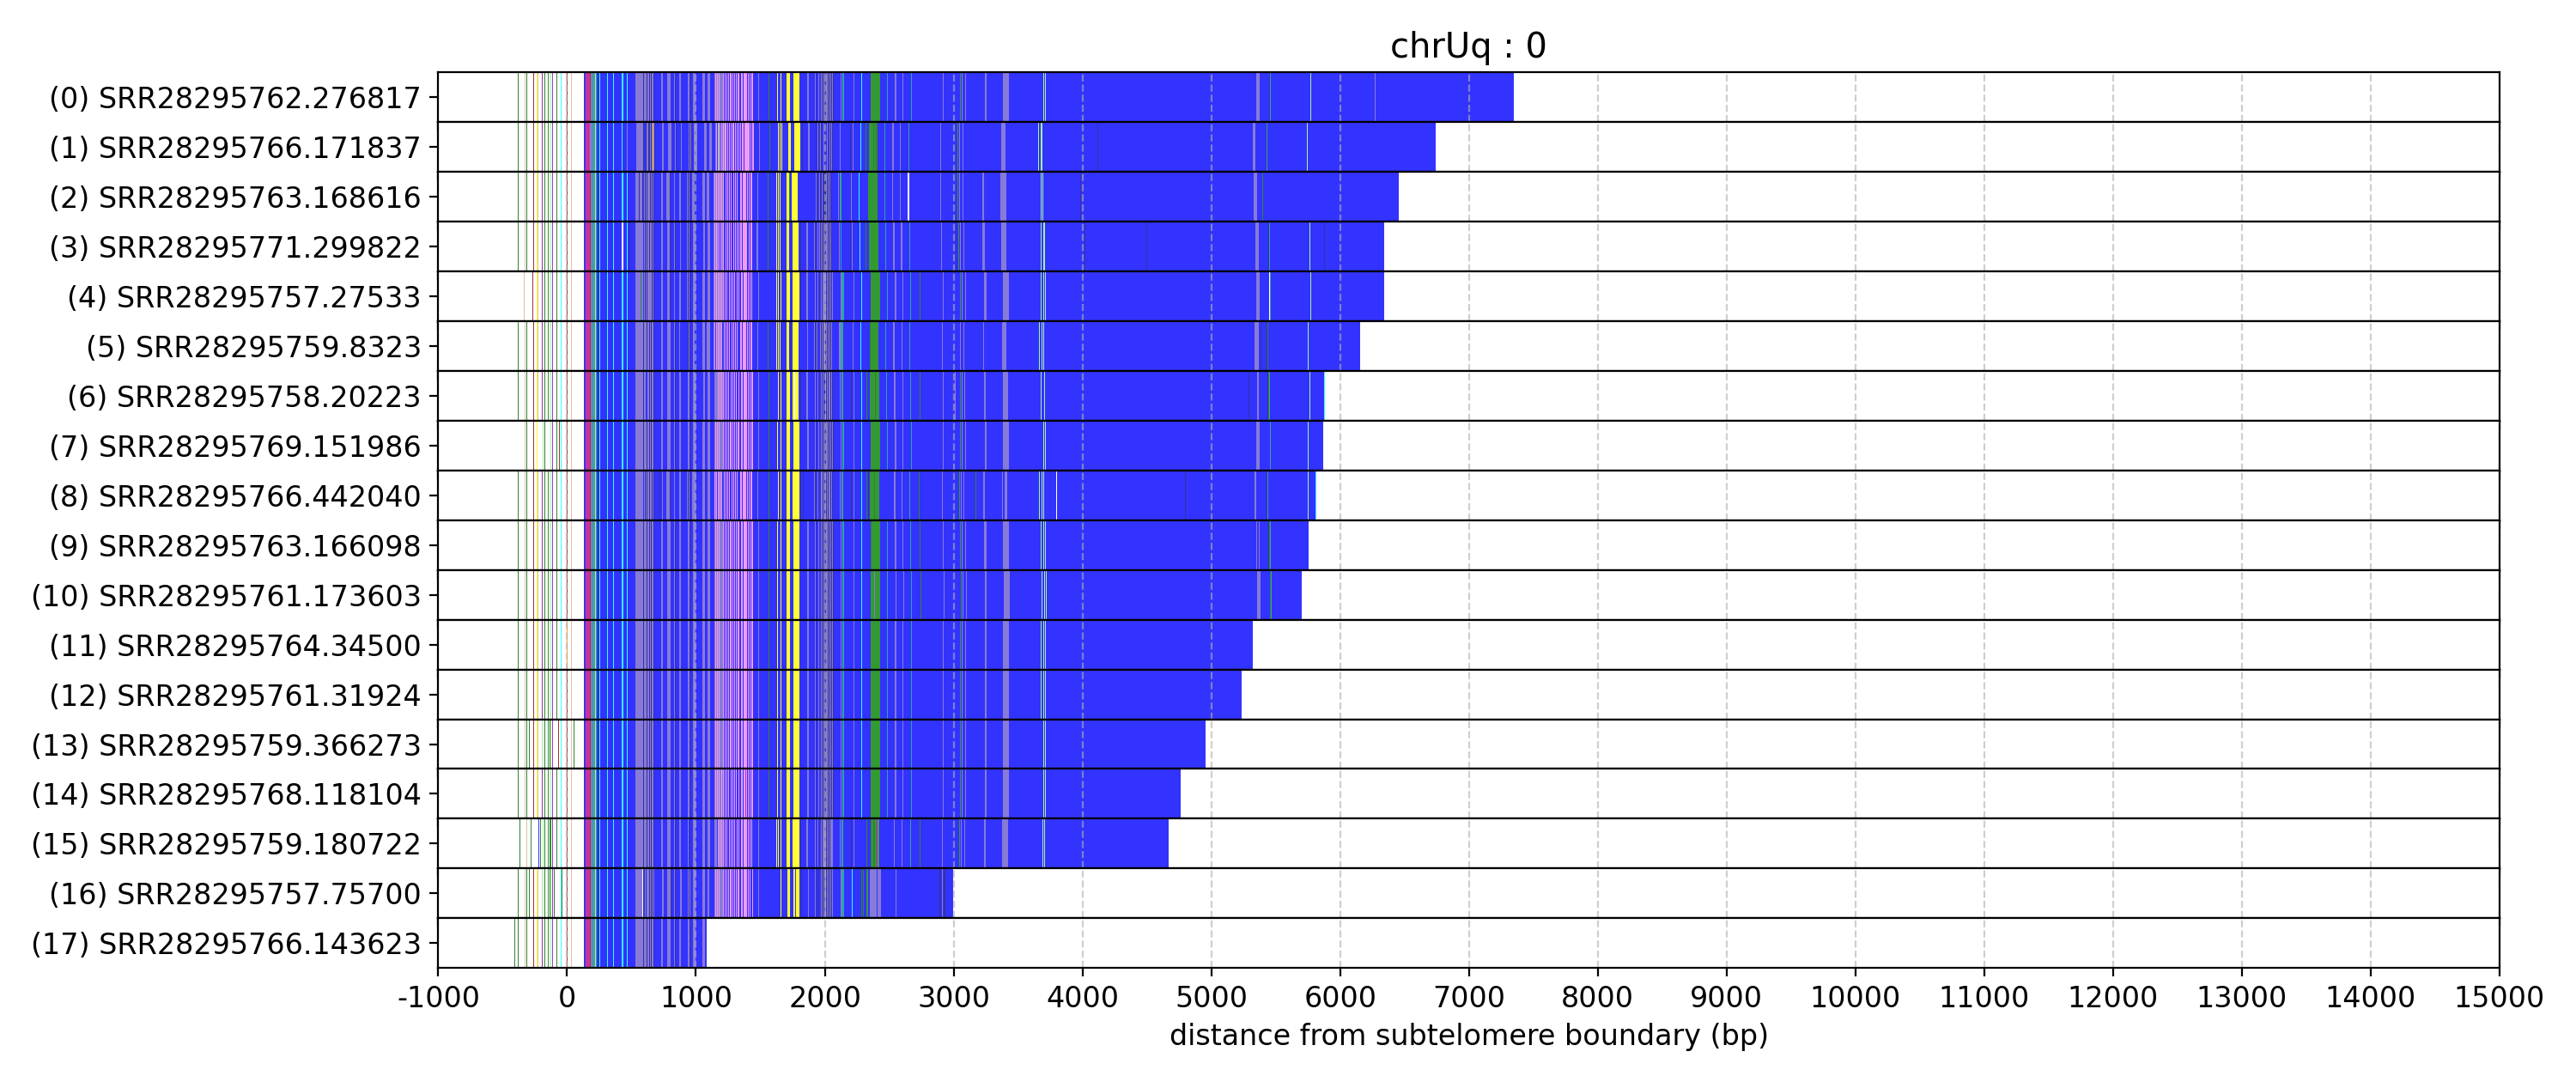 chrUq : 0
(0) SRR28295762.276817
(1) SRR28295766.171837
(2) SRR28295763.168616
(3) SRR28295771.299822
(4) SRR28295757.27533
(5) SRR28295759.8323
(6) SRR28295758.20223
(7) SRR28295769.151986
(8) SRR28295766.442040
(9) SRR28295763.166098
(10) SRR28295761.173603
(11) SRR28295764.34500
(12) SRR28295761.31924
(13) SRR28295759.366273
(14) SRR28295768.118104
(15) SRR28295759.180722
(16) SRR28295757.75700
(17) SRR28295766.143623
-1000 0 1000 2000 3000 4000 5000 6000 7000 8000 9000 10000 11000 12000 13000 14000 15000
distance from subtelomere boundary (bp)